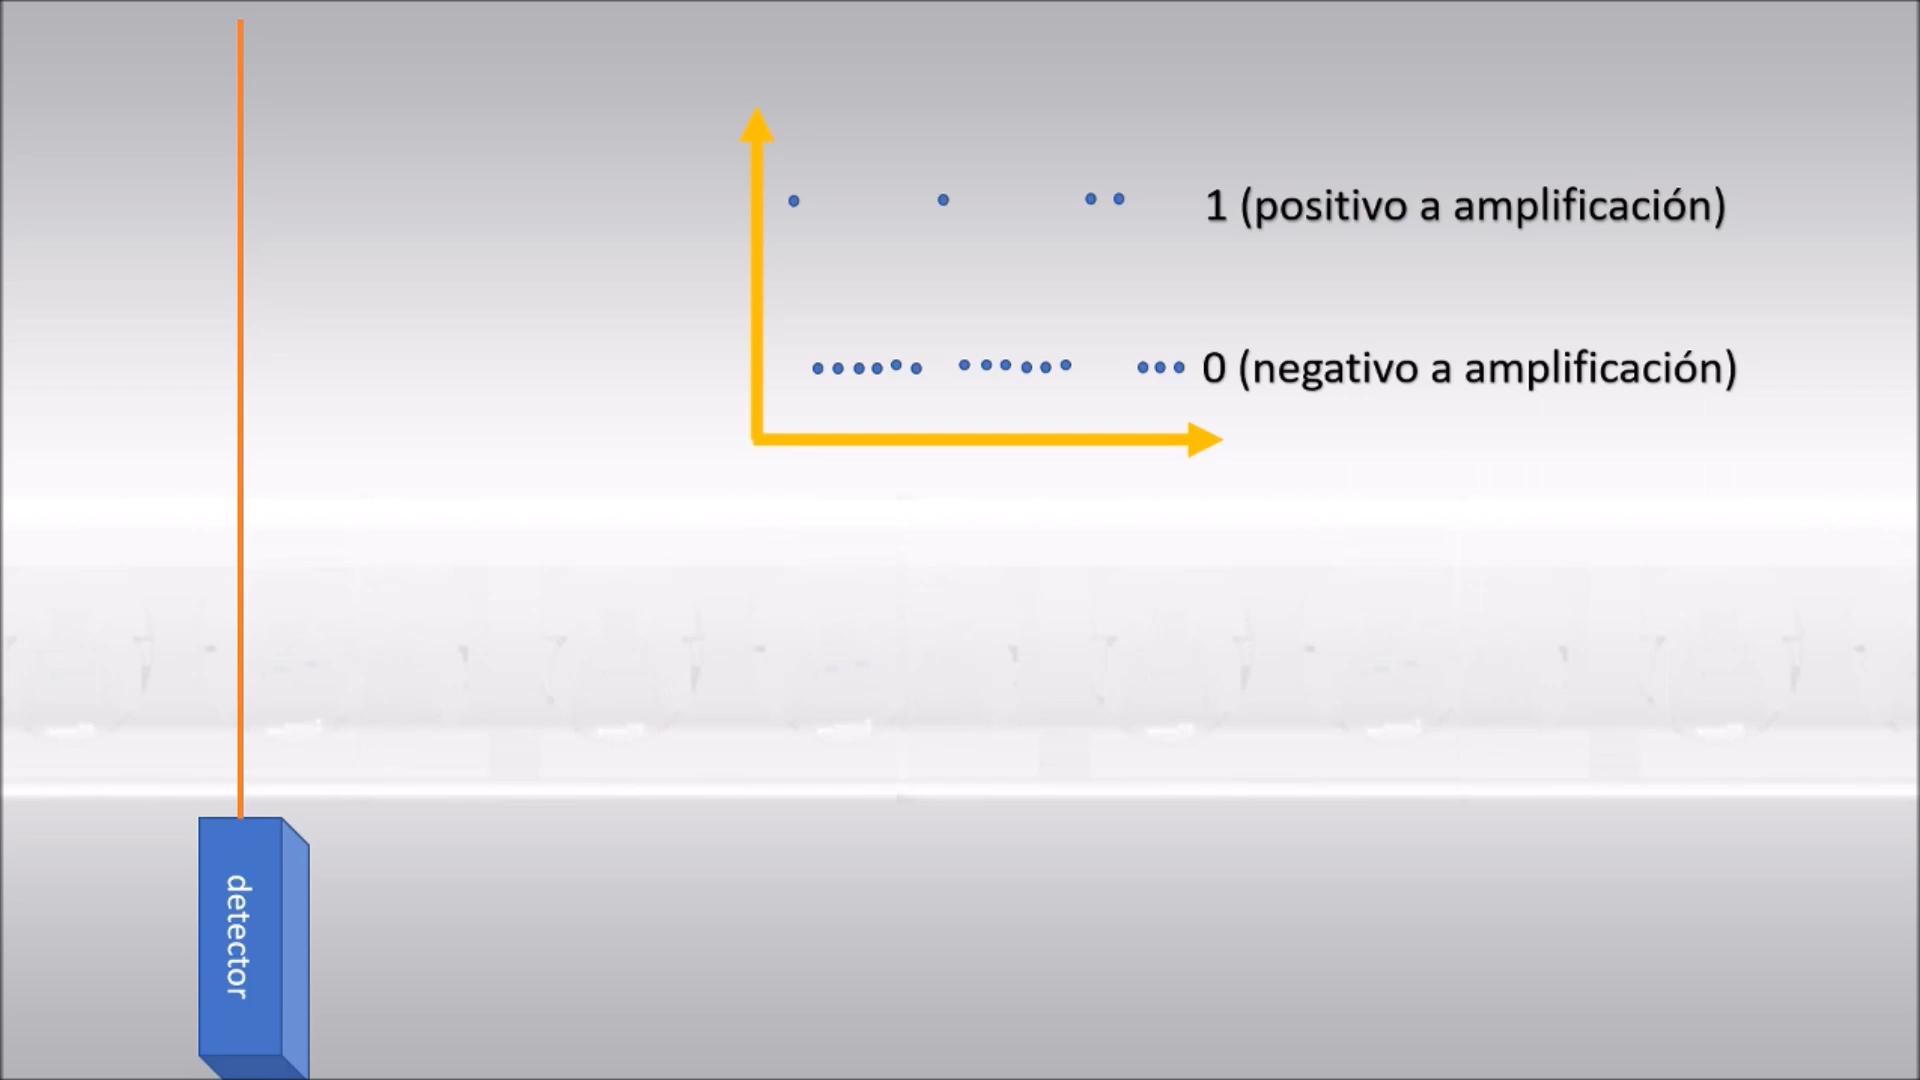 1 (positivo a amplificación)
0 (negativo a amplificación)
detector